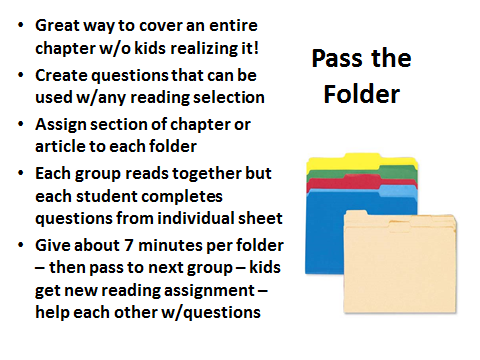 • Great way to cover an entire
chapter w/o kids realizing it!
• Create questions that can be
used w/any reading selection
• Assign section of chapter or
article to each folder
• Each group reads together but
each student completes
questions from individual sheet
• Give about 7 minutes per folder
– then pass to next group – kids
get new reading assignment –
help each other w/questions
Pass the
Folder